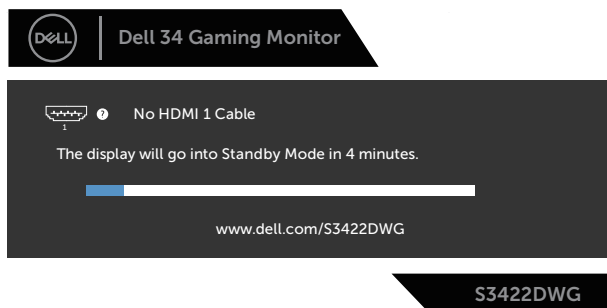 DELL
Dell 34 Gaming Monitor
? No HDMI 1 Cable
1
The display will go into Standby Mode in 4 minutes.
www.dell.com/S3422DWG
S3422DWG